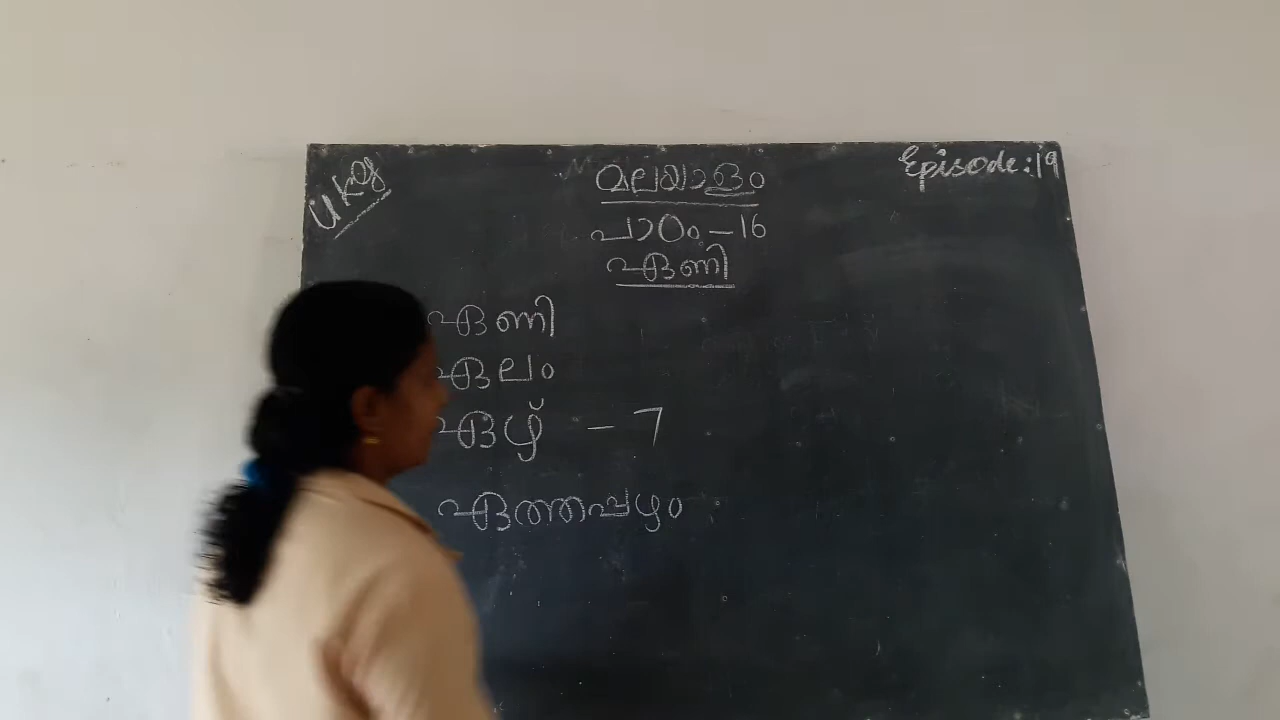 Ukg
മലയാളം
Episode:19
പാഠം - 16
ഏണി
ഏണി
ഏലം
ഏഴ് - 7
ഏത്തപ്പഴം